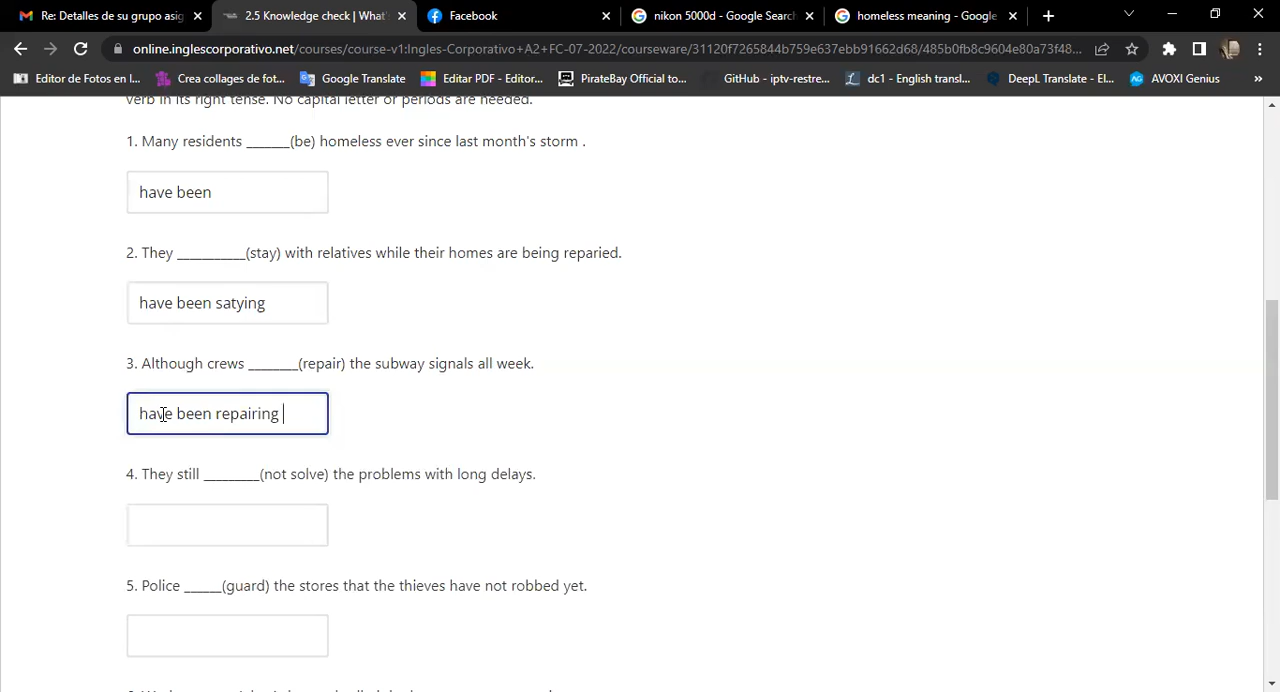 Re: Detalles de su grupo asig
2.5 Knowledge check | What'
Facebook
nikon 5000d - Google Search
homeless meaning - Google
online.inglescorporativo.net/courses/course-v1:Ingles-Corporativo+A2+FC-07-2022/courseware/31120f7265844b759e637ebb91662d68/485b0fb8c9604e80a73f48...
Editor de Fotos en l...
Crea collages de fot...
Google Translate
Editar PDF - Editor...
PirateBay Official to...
GitHub - iptv-restre...
dc1 - English transl...
DeepL Translate - El...
AVOXI Genius
»
verb in its right tense. No capital letter or periods are needed.
1. Many residents ______(be) homeless ever since last month's storm .
have been
2. They __________(stay) with relatives while their homes are being reparied.
have been satying
3. Although crews _______(repair) the subway signals all week.
have been repairing
4. They still ________(not solve) the problems with long delays.
5. Police _____(guard) the stores that the thieves have not robbed yet.